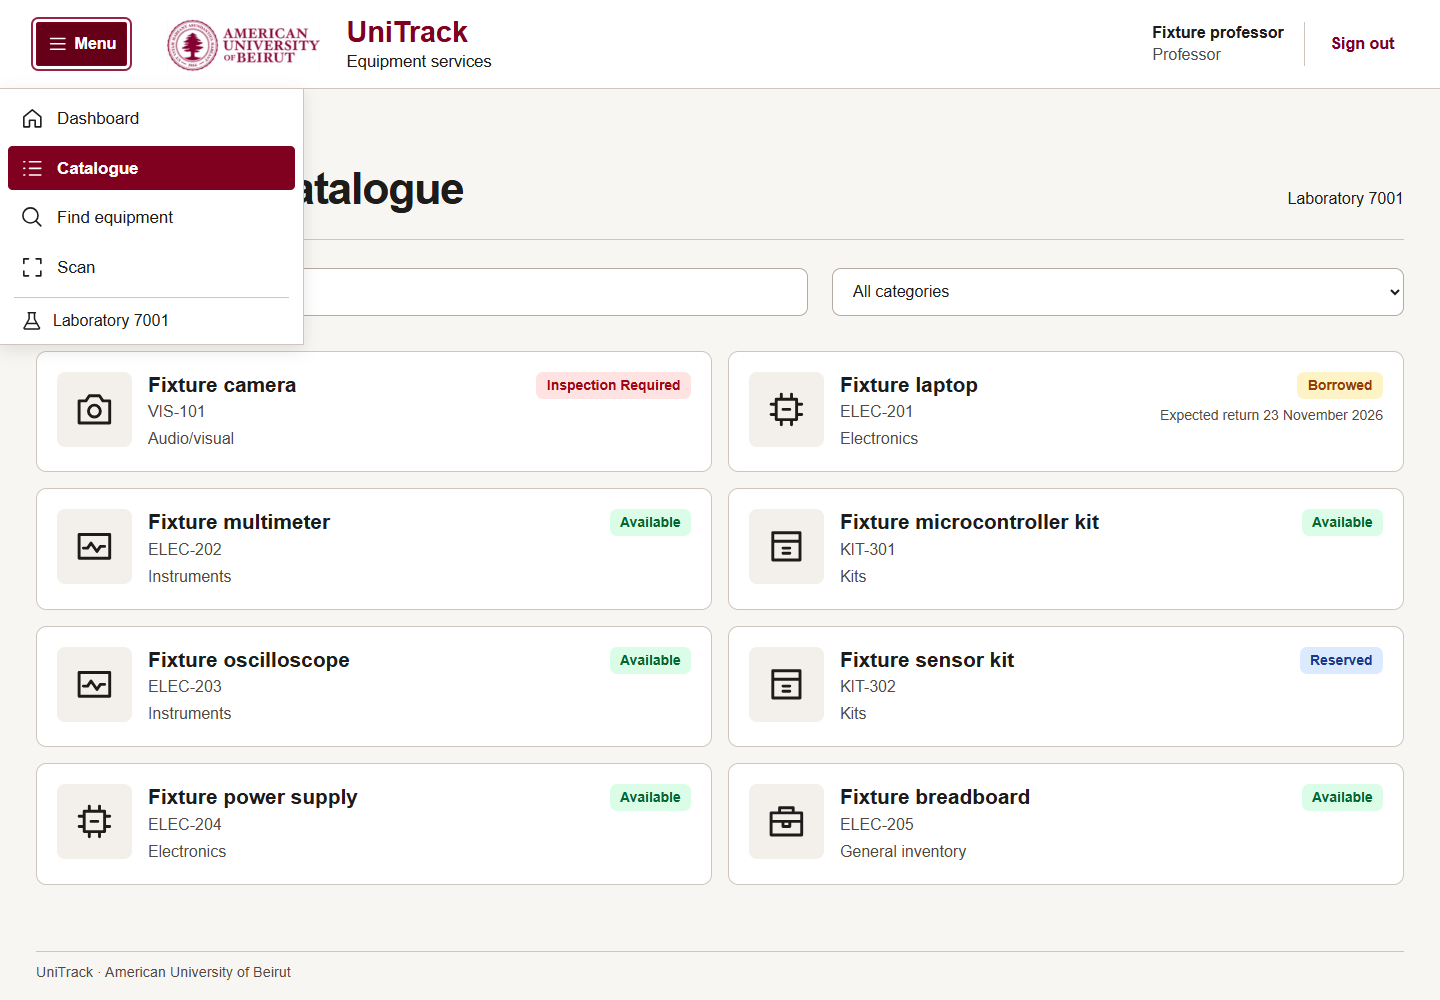 Menu
AMERICAN
UNIVERSITY
OF BEIRUT
UniTrack
Equipment services
Fixture professor
Professor
Sign out
Dashboard
Catalogue
Find equipment
Scan
Laboratory 7001
atalogue
Laboratory 7001
All categories
Fixture camera
VIS-101
Audio/visual
Inspection Required
Fixture laptop
ELEC-201
Electronics
Borrowed
Expected return 23 November 2026
Fixture multimeter
ELEC-202
Instruments
Available
Fixture microcontroller kit
KIT-301
Kits
Available
Fixture oscilloscope
ELEC-203
Instruments
Available
Fixture sensor kit
KIT-302
Kits
Reserved
Fixture power supply
ELEC-204
Electronics
Available
Fixture breadboard
ELEC-205
General inventory
Available
UniTrack · American University of Beirut